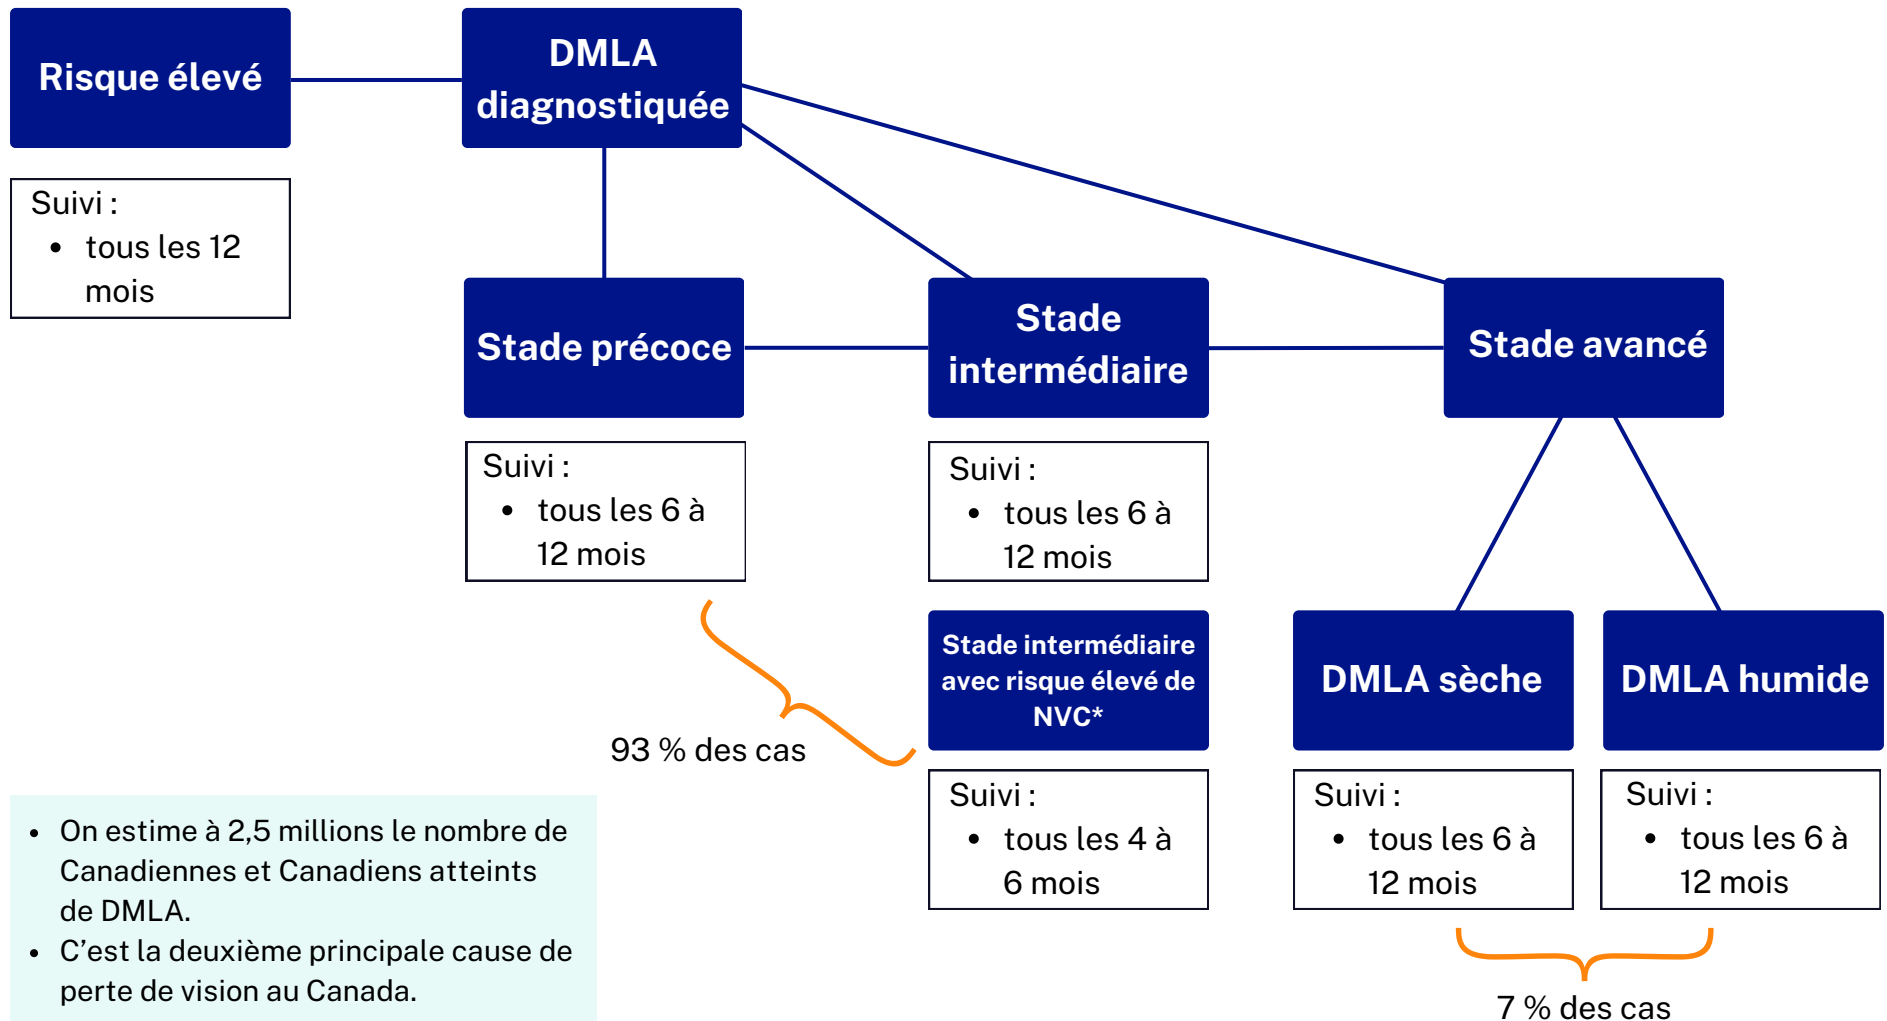 Risque élevé
DMLA
diagnostiquée
Suivi :
• tous les 12
mois
Stade précoce
Stade
intermédiaire
Stade avancé
Suivi :
• tous les 6 à
12 mois
Suivi :
• tous les 6 à
12 mois
Stade intermédiaire
avec risque élevé de
NVC*
DMLA sèche
DMLA humide
93 % des cas
Suivi :
• tous les 4 à
6 mois
Suivi :
• tous les 6 à
12 mois
Suivi :
• tous les 6 à
12 mois
7 % des cas
• On estime à 2,5 millions le nombre de
Canadiennes et Canadiens atteints
de DMLA.
• C’est la deuxième principale cause de
perte de vision au Canada.